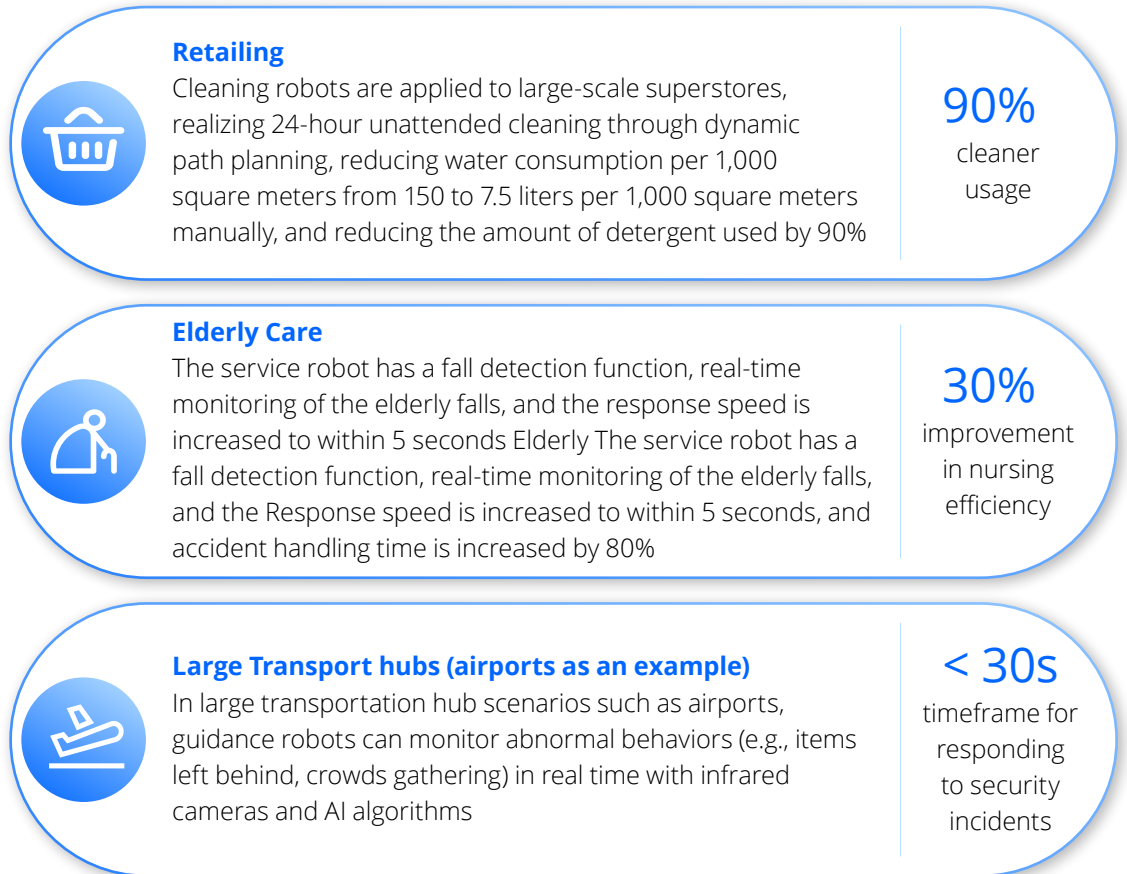 Retailing
Cleaning robots are applied to large-scale superstores,
realizing 24-hour unattended cleaning through dynamic
path planning, reducing water consumption per 1,000
square meters from 150 to 7.5 liters per 1,000 square meters
manually, and reducing the amount of detergent used by 90%
90%
cleaner
usage
Elderly Care
The service robot has a fall detection function, real-time
monitoring of the elderly falls, and the response speed is
increased to within 5 seconds Elderly The service robot has a
fall detection function, real-time monitoring of the elderly falls,
and the Response speed is increased to within 5 seconds, and
accident handling time is increased by 80%
30%
improvement
in nursing
efficiency
Large Transport hubs (airports as an example)
In large transportation hub scenarios such as airports,
guidance robots can monitor abnormal behaviors (e.g., items
left behind, crowds gathering) in real time with infrared
cameras and AI algorithms
< 30s
timeframe for
responding
to security
incidents